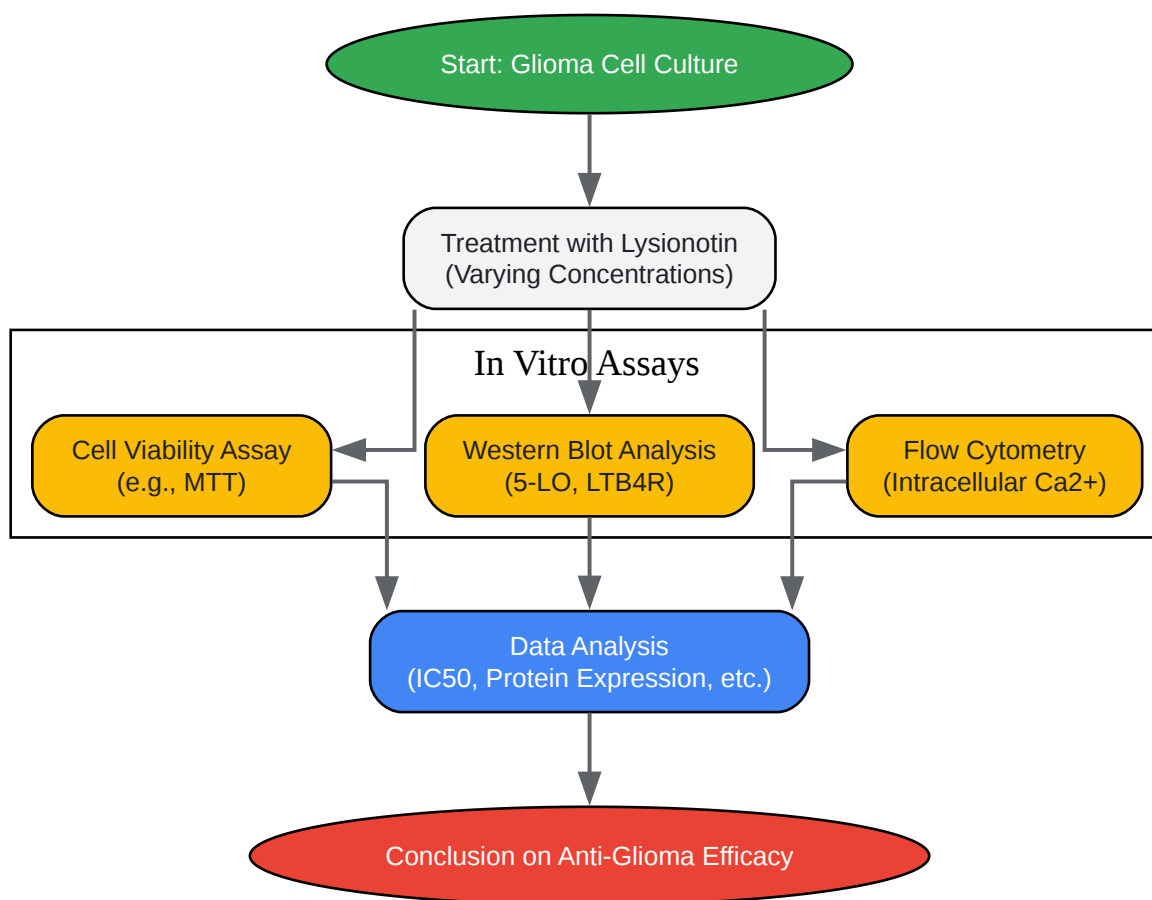 Start: Glioma Cell Culture
Treatment with Lysionotin
(Varying Concentrations)
In Vitro Assays
Cell Viability Assay
(e.g., MTT)
Western Blot Analysis
(5-LO, LTB4R)
Flow Cytometry
(Intracellular Ca2+)
Data Analysis
(IC50, Protein Expression, etc.)
Conclusion on Anti-Glioma Efficacy